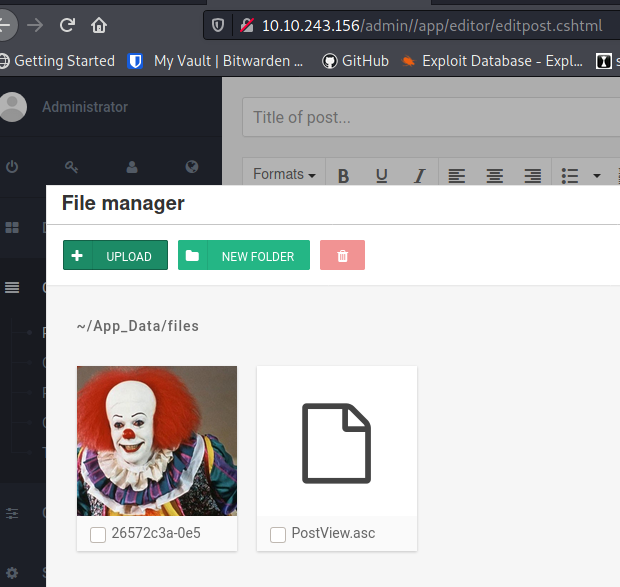 10.10.243.156/admin//app/editor/editpost.cshtml
Getting Started My Vault | Bitwarden ... GitHub Exploit Database - Expl...
Administrator
Title of post...
Formats B U I
File manager
UPLOAD NEW FOLDER
~/App_Data/files
26572c3a-0e5 PostView.asc